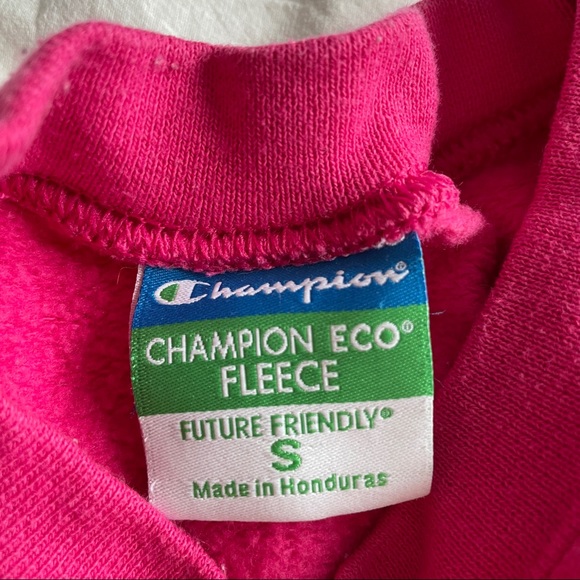 Champion®
CHAMPION ECO®
FLEECE
FUTURE FRIENDLY®
S
Made in Honduras